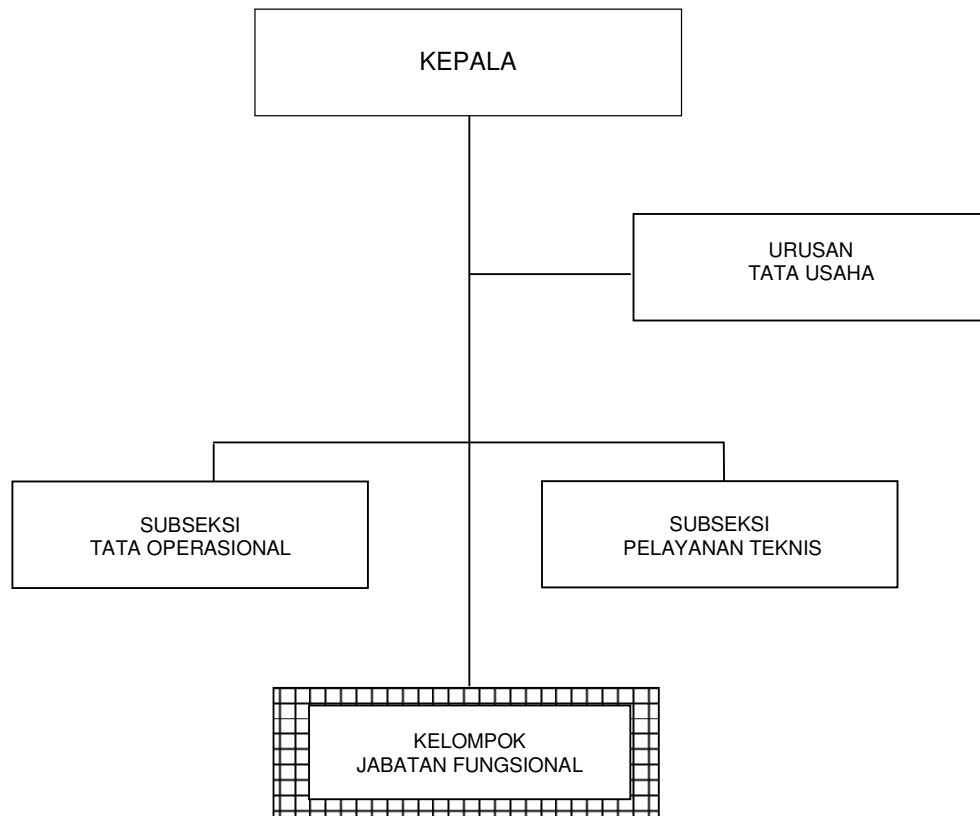 KEPALA
URUSAN
TATA USAHA
SUBSEKSI
TATA OPERASIONAL
SUBSEKSI
PELAYANAN TEKNIS
KELOMPOK
JABATAN FUNGSIONAL